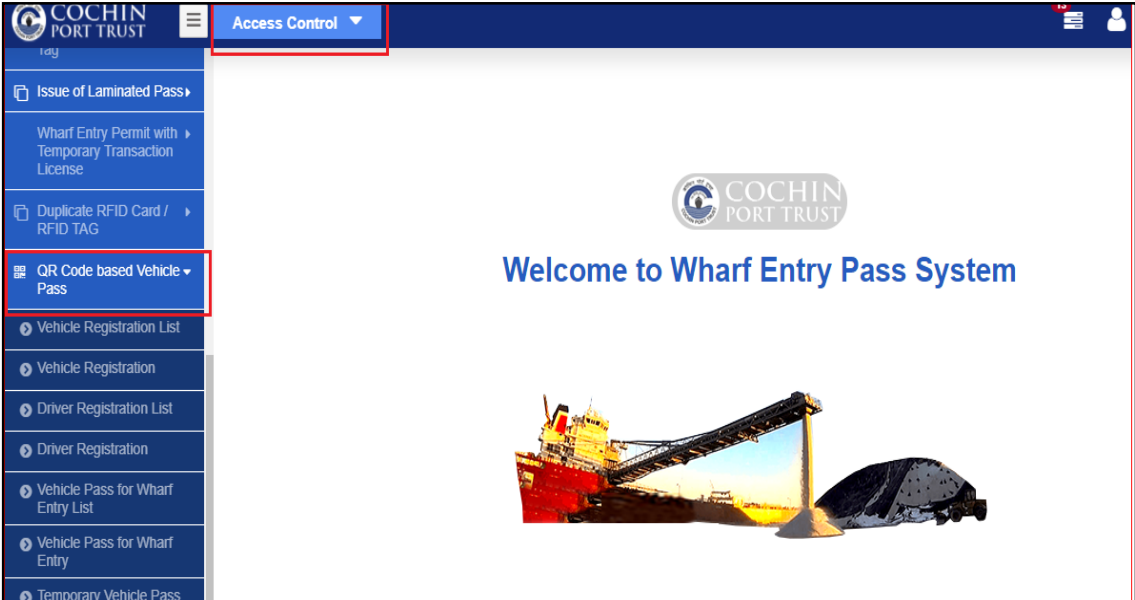 COCHIN
PORT TRUST
Access Control
13
Tag
Issue of Laminated Pass
Wharf Entry Permit with
Temporary Transaction
License
Duplicate RFID Card /
RFID TAG
QR Code based Vehicle
Pass
Vehicle Registration List
Vehicle Registration
Driver Registration List
Driver Registration
Vehicle Pass for Wharf
Entry List
Vehicle Pass for Wharf
Entry
Temporary Vehicle Pass
COCHIN
PORT TRUST
Welcome to Wharf Entry Pass System